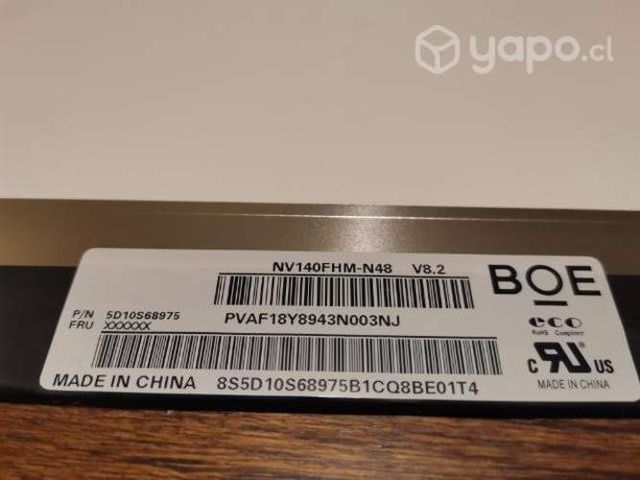 yapo.cl
NV140FHM-N48 V8.2
BOE
P/N 5D10S68975
FRU XXXXXX
PVAF18Y8943N003NJ
eco
RoHS Compliant
c RU US
MADE IN CHINA
MADE IN CHINA 8S5D10S68975B1CQ8BE01T4